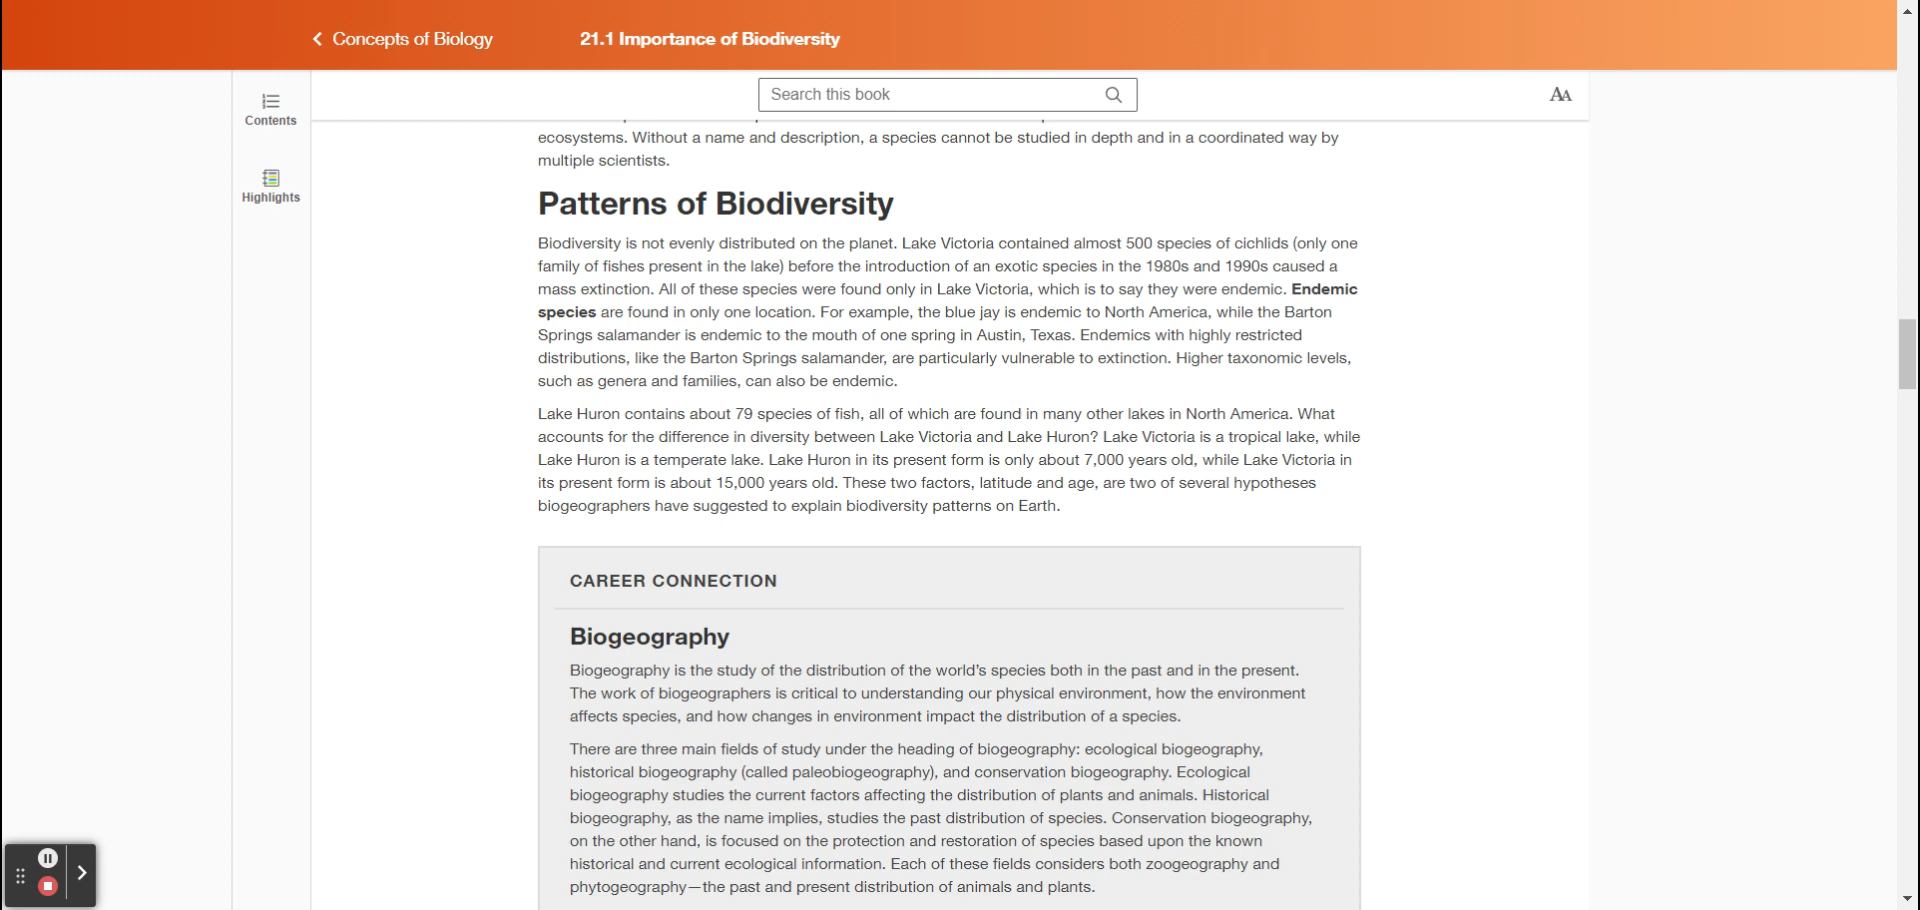 Concepts of Biology
21.1 Importance of Biodiversity
Contents
Highlights
Search this book
AA
ecosystems. Without a name and description, a species cannot be studied in depth and in a coordinated way by
multiple scientists.
Patterns of Biodiversity
Biodiversity is not evenly distributed on the planet. Lake Victoria contained almost 500 species of cichlids (only one
family of fishes present in the lake) before the introduction of an exotic species in the 1980s and 1990s caused a
mass extinction. All of these species were found only in Lake Victoria, which is to say they were endemic. Endemic
species are found in only one location. For example, the blue jay is endemic to North America, while the Barton
Springs salamander is endemic to the mouth of one spring in Austin, Texas. Endemics with highly restricted
distributions, like the Barton Springs salamander, are particularly vulnerable to extinction. Higher taxonomic levels,
such as genera and families, can also be endemic.
Lake Huron contains about 79 species of fish, all of which are found in many other lakes in North America. What
accounts for the difference in diversity between Lake Victoria and Lake Huron? Lake Victoria is a tropical lake, while
Lake Huron is a temperate lake. Lake Huron in its present form is only about 7,000 years old, while Lake Victoria in
its present form is about 15,000 years old. These two factors, latitude and age, are two of several hypotheses
biogeographers have suggested to explain biodiversity patterns on Earth.
CAREER CONNECTION
Biogeography
Biogeography is the study of the distribution of the world's species both in the past and in the present.
The work of biogeographers is critical to understanding our physical environment, how the environment
affects species, and how changes in environment impact the distribution of a species.
There are three main fields of study under the heading of biogeography: ecological biogeography,
historical biogeography (called paleobiogeography), and conservation biogeography. Ecological
biogeography studies the current factors affecting the distribution of plants and animals. Historical
biogeography, as the name implies, studies the past distribution of species. Conservation biogeography,
on the other hand, is focused on the protection and restoration of species based upon the known
historical and current ecological information. Each of these fields considers both zoogeography and
phytogeography—the past and present distribution of animals and plants.